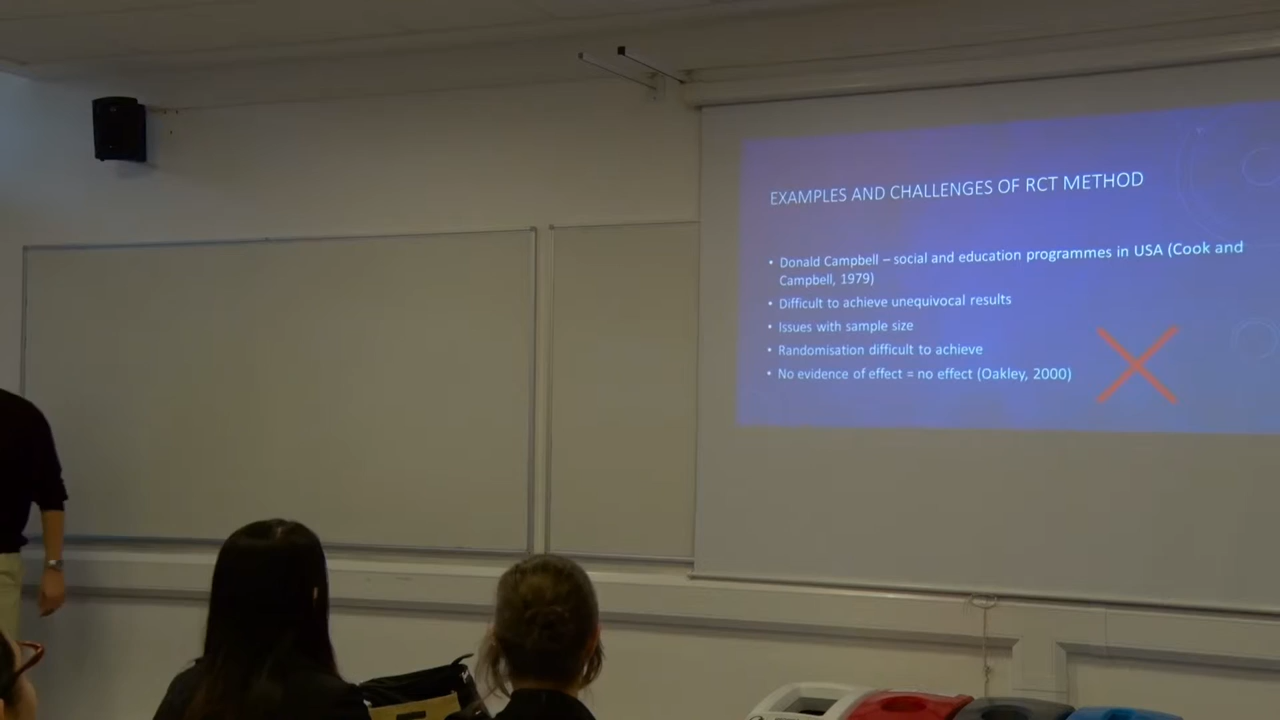 EXAMPLES AND CHALLENGES OF RCT METHOD
• Donald Campbell – social and education programmes in USA (Cook and
Campbell, 1979)
• Difficult to achieve unequivocal results
• Issues with sample size
• Randomisation difficult to achieve
• No evidence of effect = no effect (Oakley, 2000)